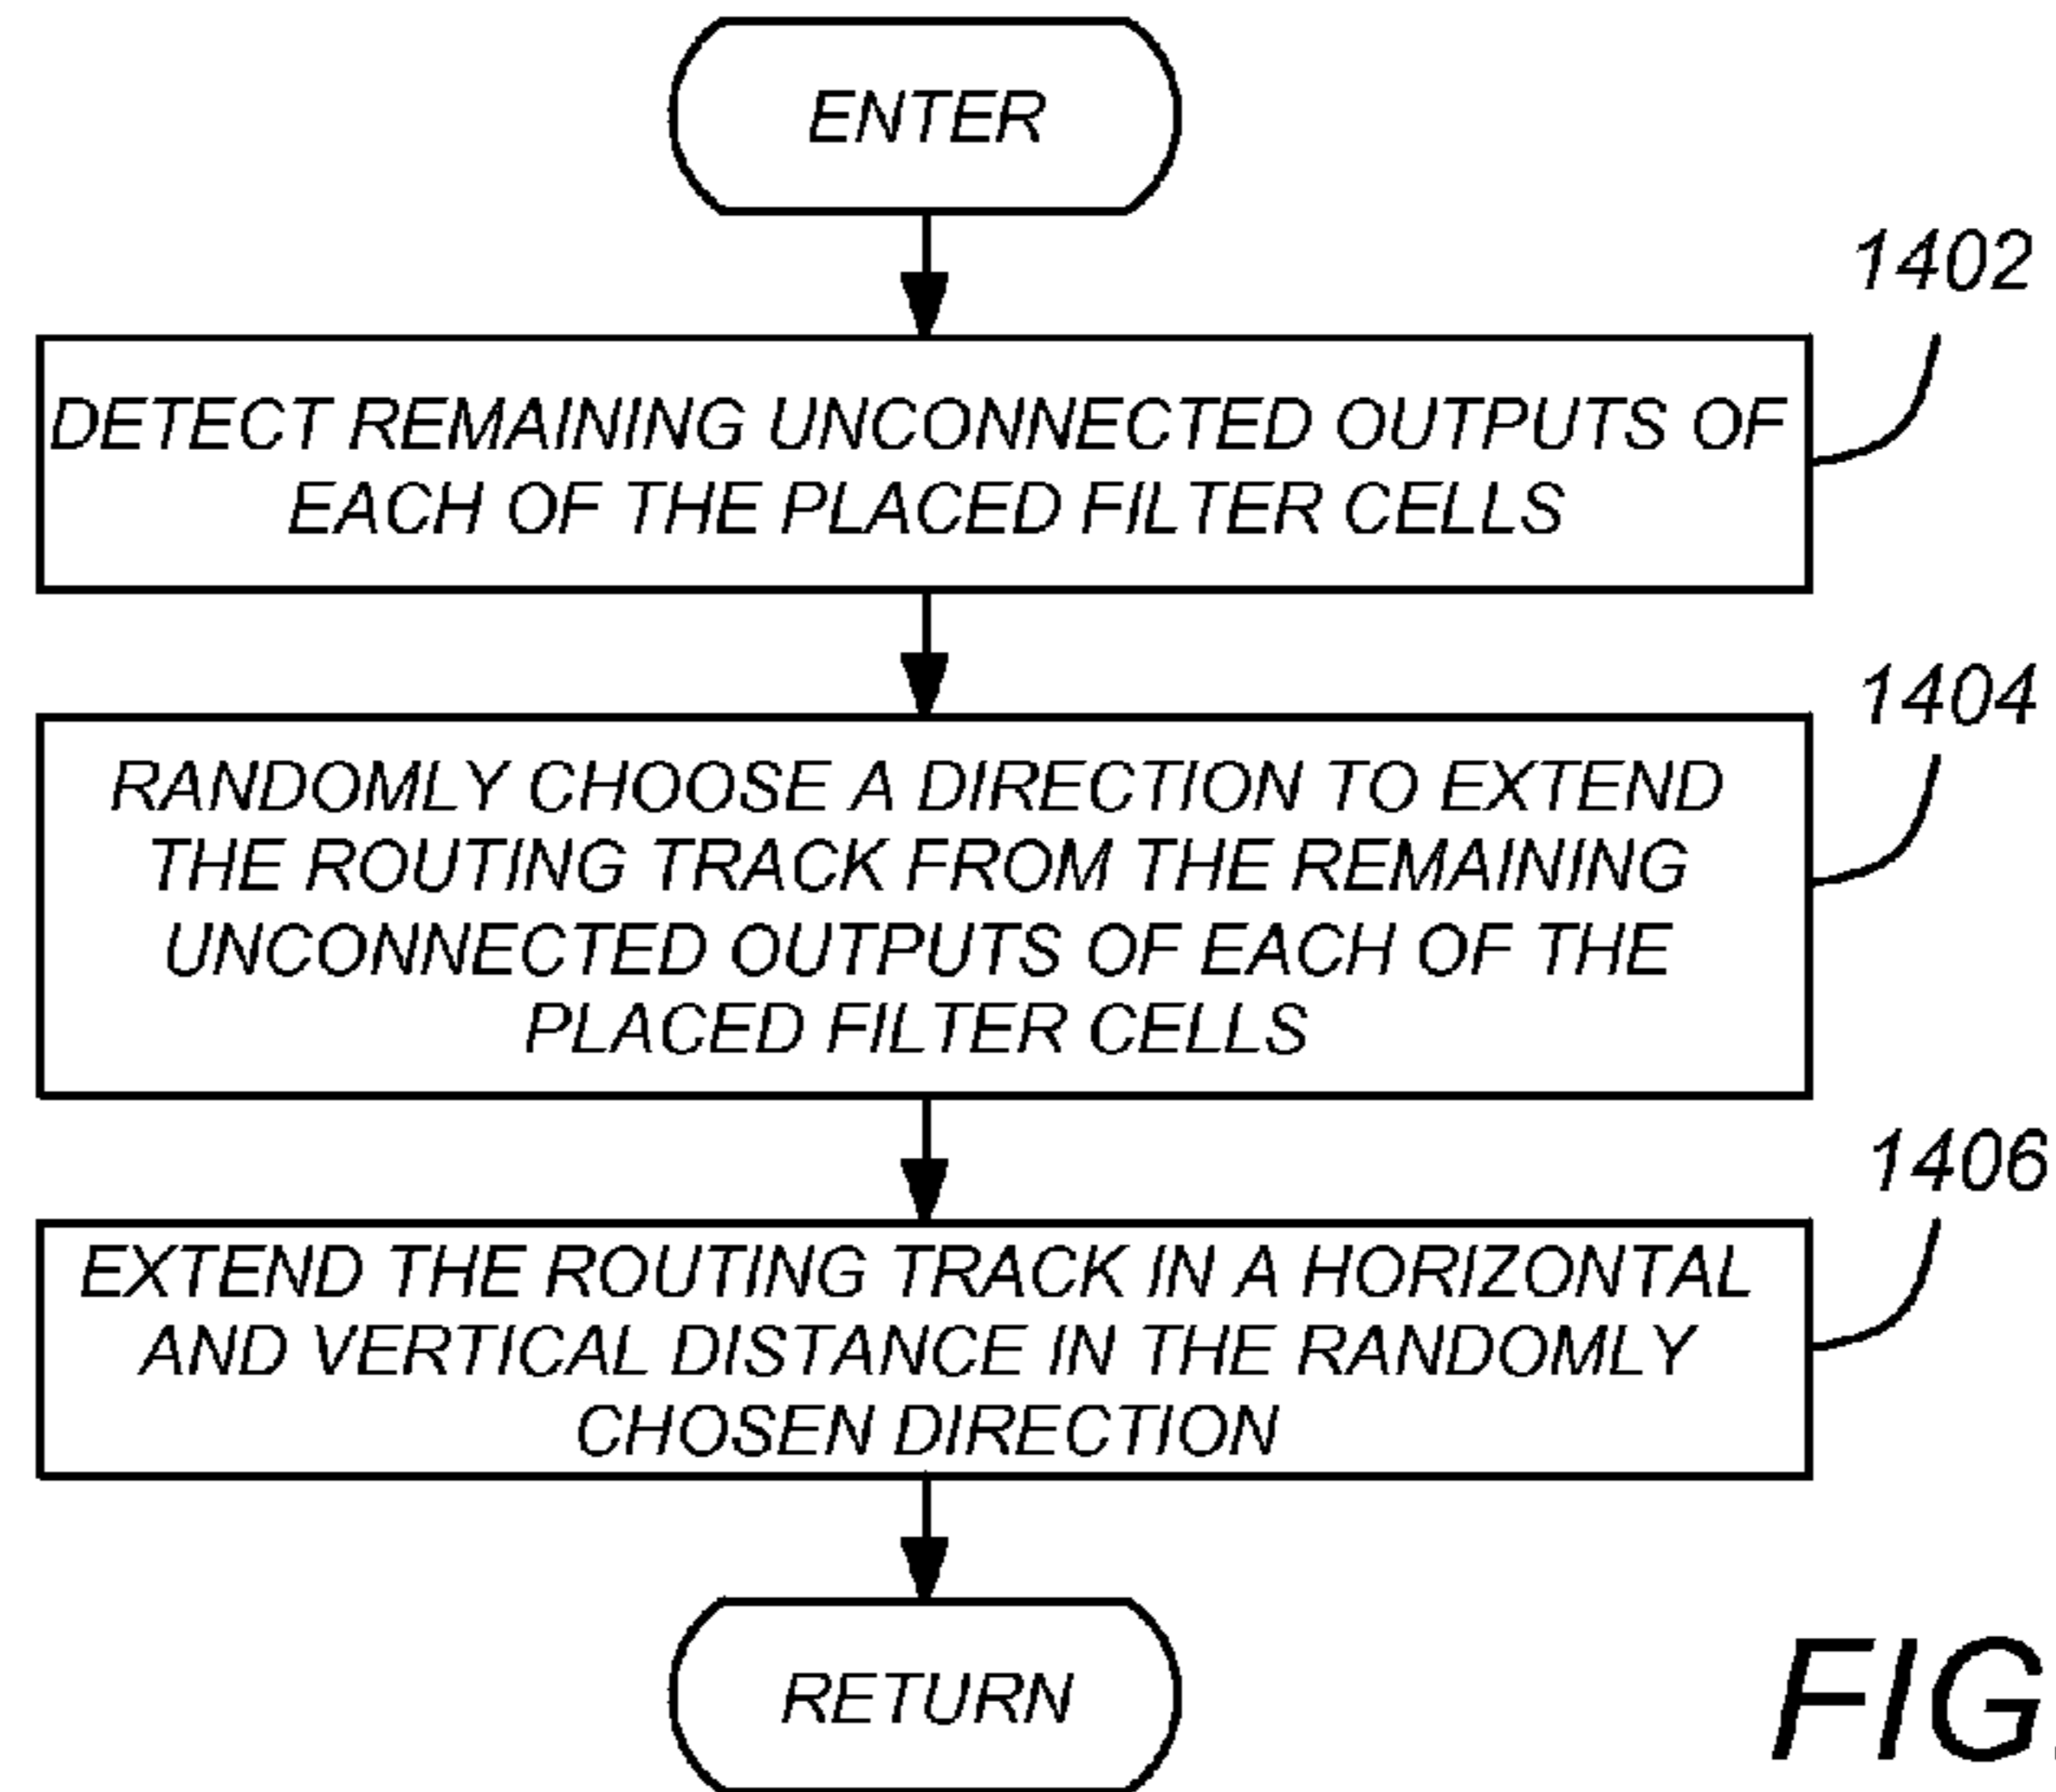 ENTER
1402
DETECT REMAINING UNCONNECTED OUTPUTS OF
EACH OF THE PLACED FILTER CELLS
1404
RANDOMLY CHOOSE A DIRECTION TO EXTEND
THE ROUTING TRACK FROM THE REMAINING
UNCONNECTED OUTPUTS OF EACH OF THE
PLACED FILTER CELLS
1406
EXTEND THE ROUTING TRACK IN A HORIZONTAL
AND VERTICAL DISTANCE IN THE RANDOMLY
CHOSEN DIRECTION
RETURN
FIG.